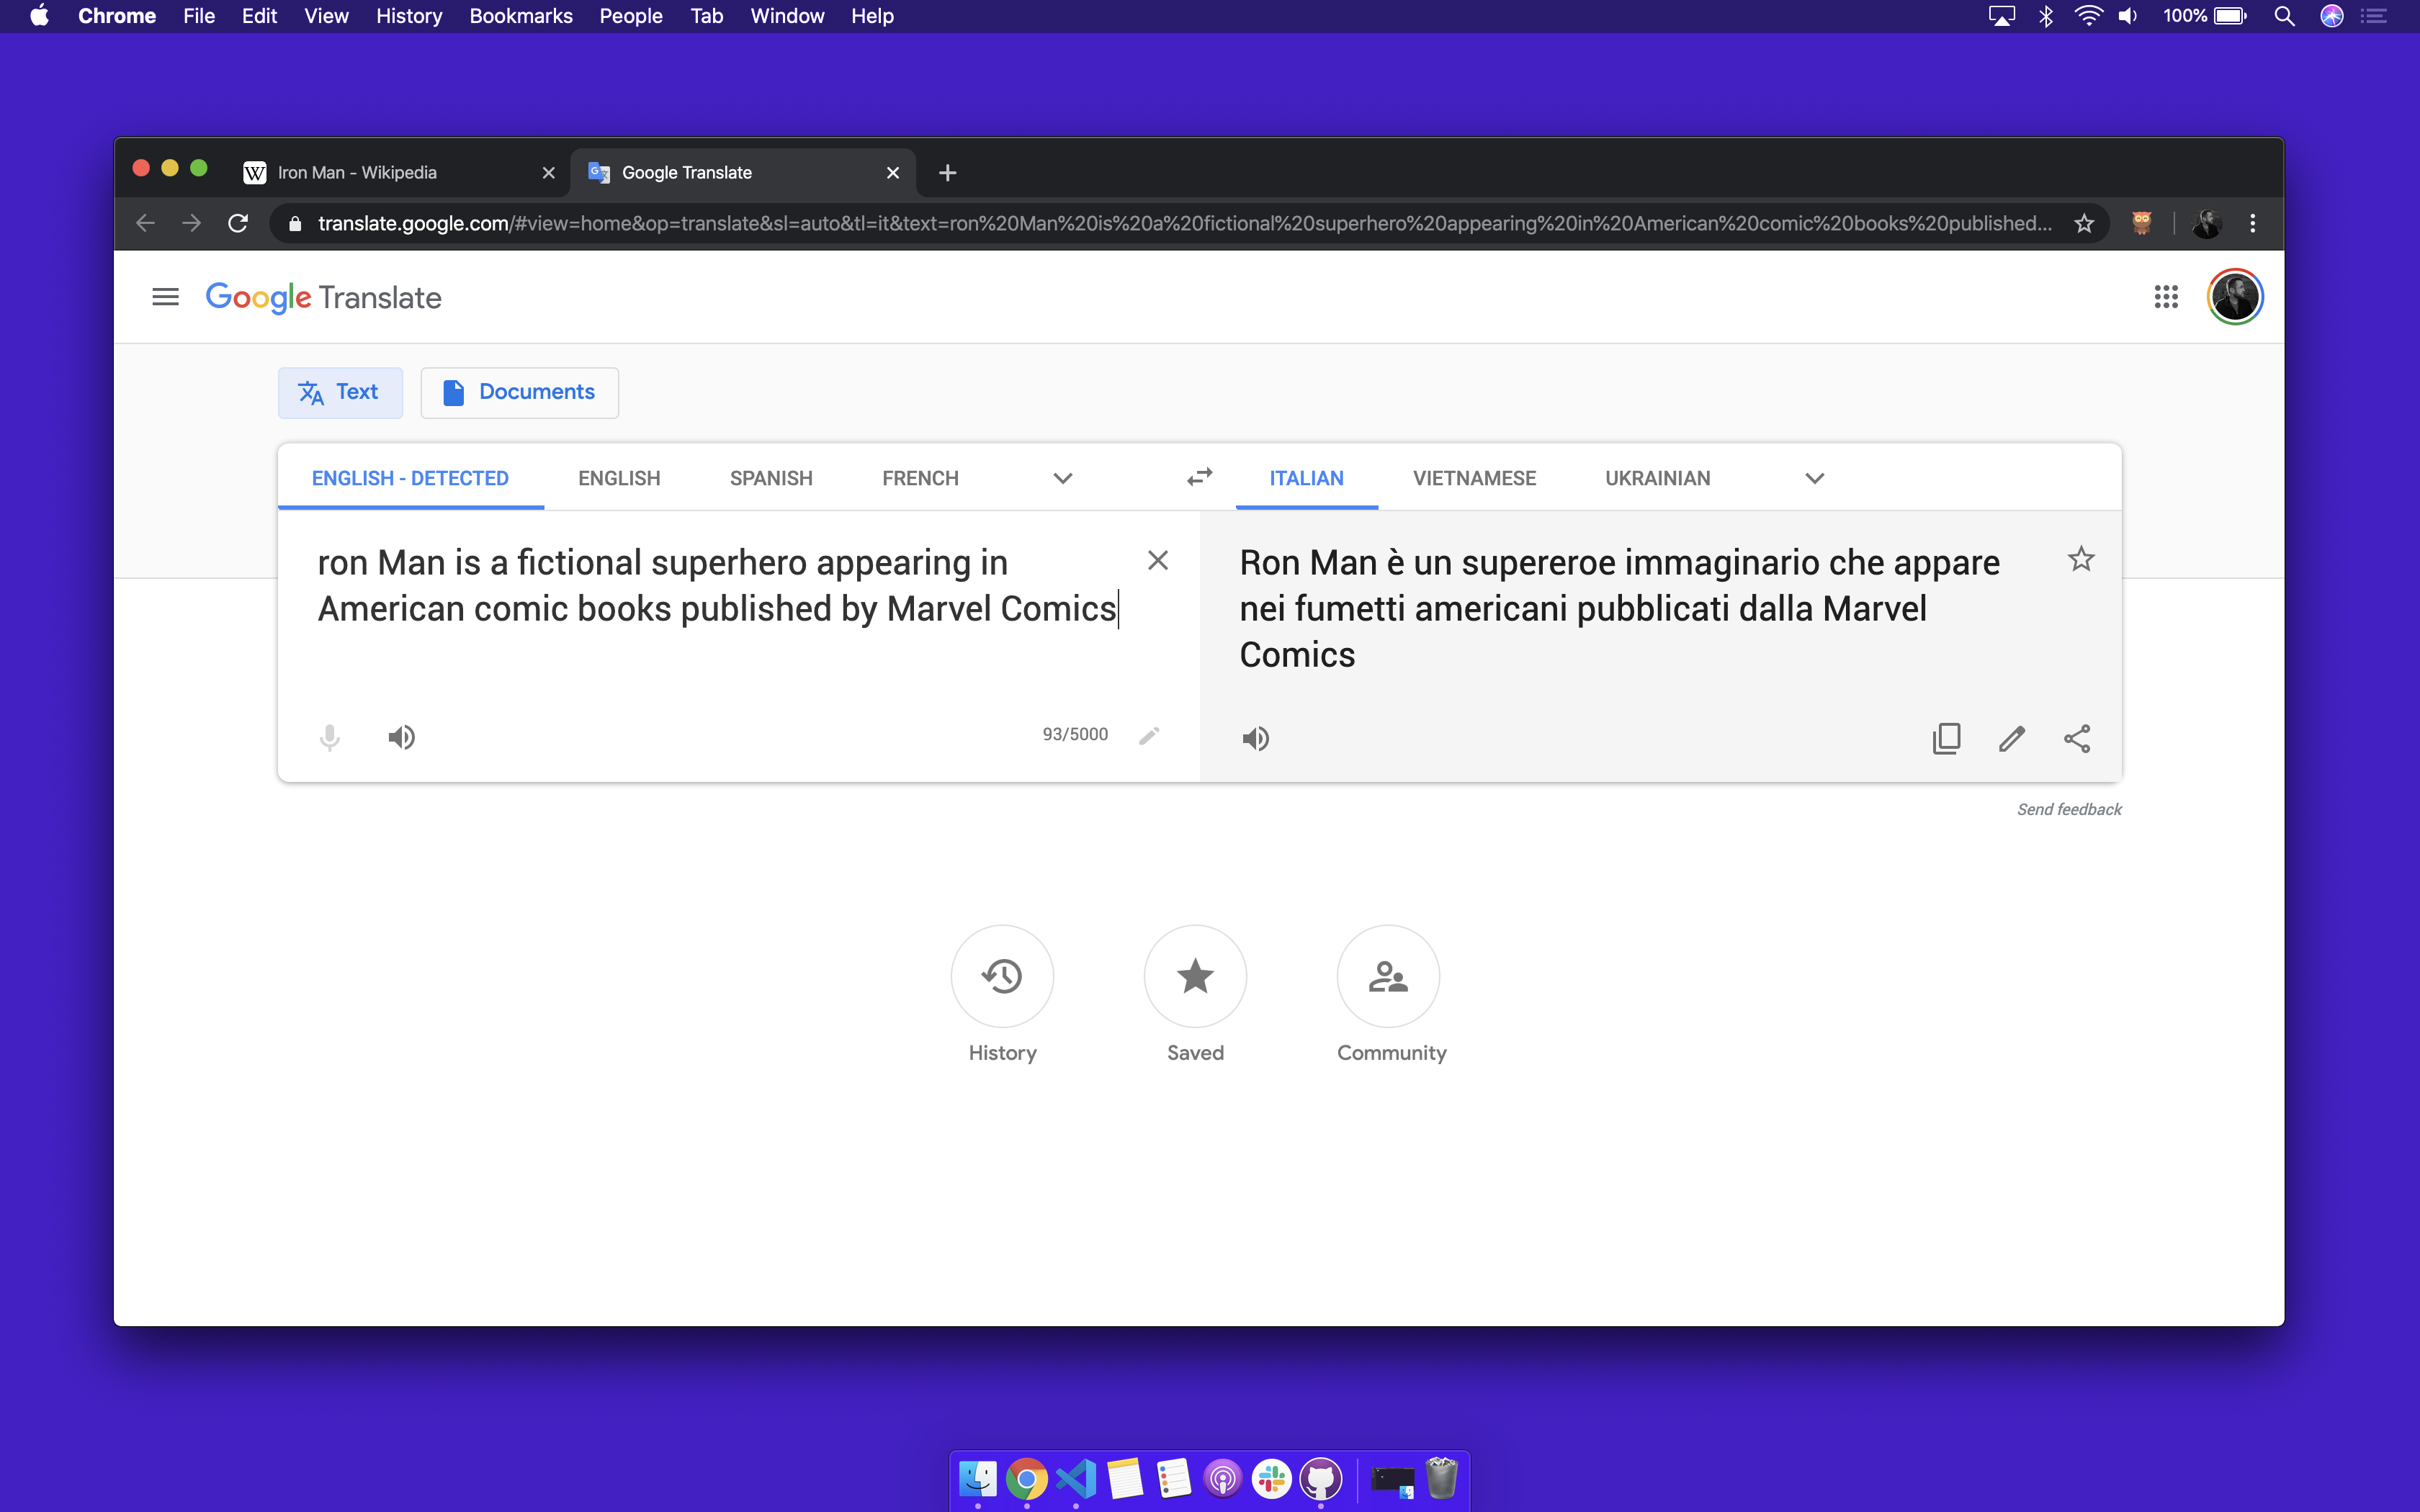 Chrome File Edit View History Bookmarks People Tab Window Help
100%
Iron Man - Wikipedia
Google Translate
translate.google.com/#view=home&op=translate&sl=auto&tl=it&text=ron%20Man%20is%20a%20fictional%20superhero%20appearing%20in%20American%20comic%20books%20published...
Google Translate
Text
Documents
ENGLISH - DETECTED ENGLISH SPANISH FRENCH
ITALIAN VIETNAMESE UKRAINIAN
ron Man is a fictional superhero appearing in
American comic books published by Marvel Comics
93/5000
Ron Man è un supereroe immaginario che appare
nei fumetti americani pubblicati dalla Marvel
Comics
Send feedback
History
Saved
Community